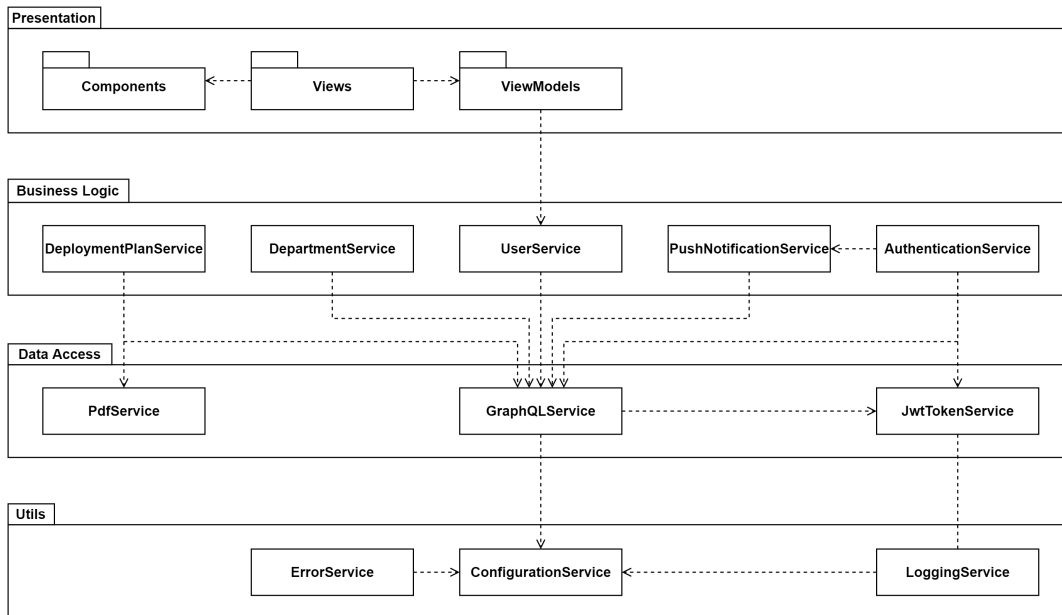 Presentation
Components
Views
ViewModels
Business Logic
DeploymentPlanService
DepartmentService
UserService
PushNotificationService
AuthenticationService
Data Access
PdfService
GraphQLService
JwtTokenService
Utils
ErrorService
ConfigurationService
LoggingService